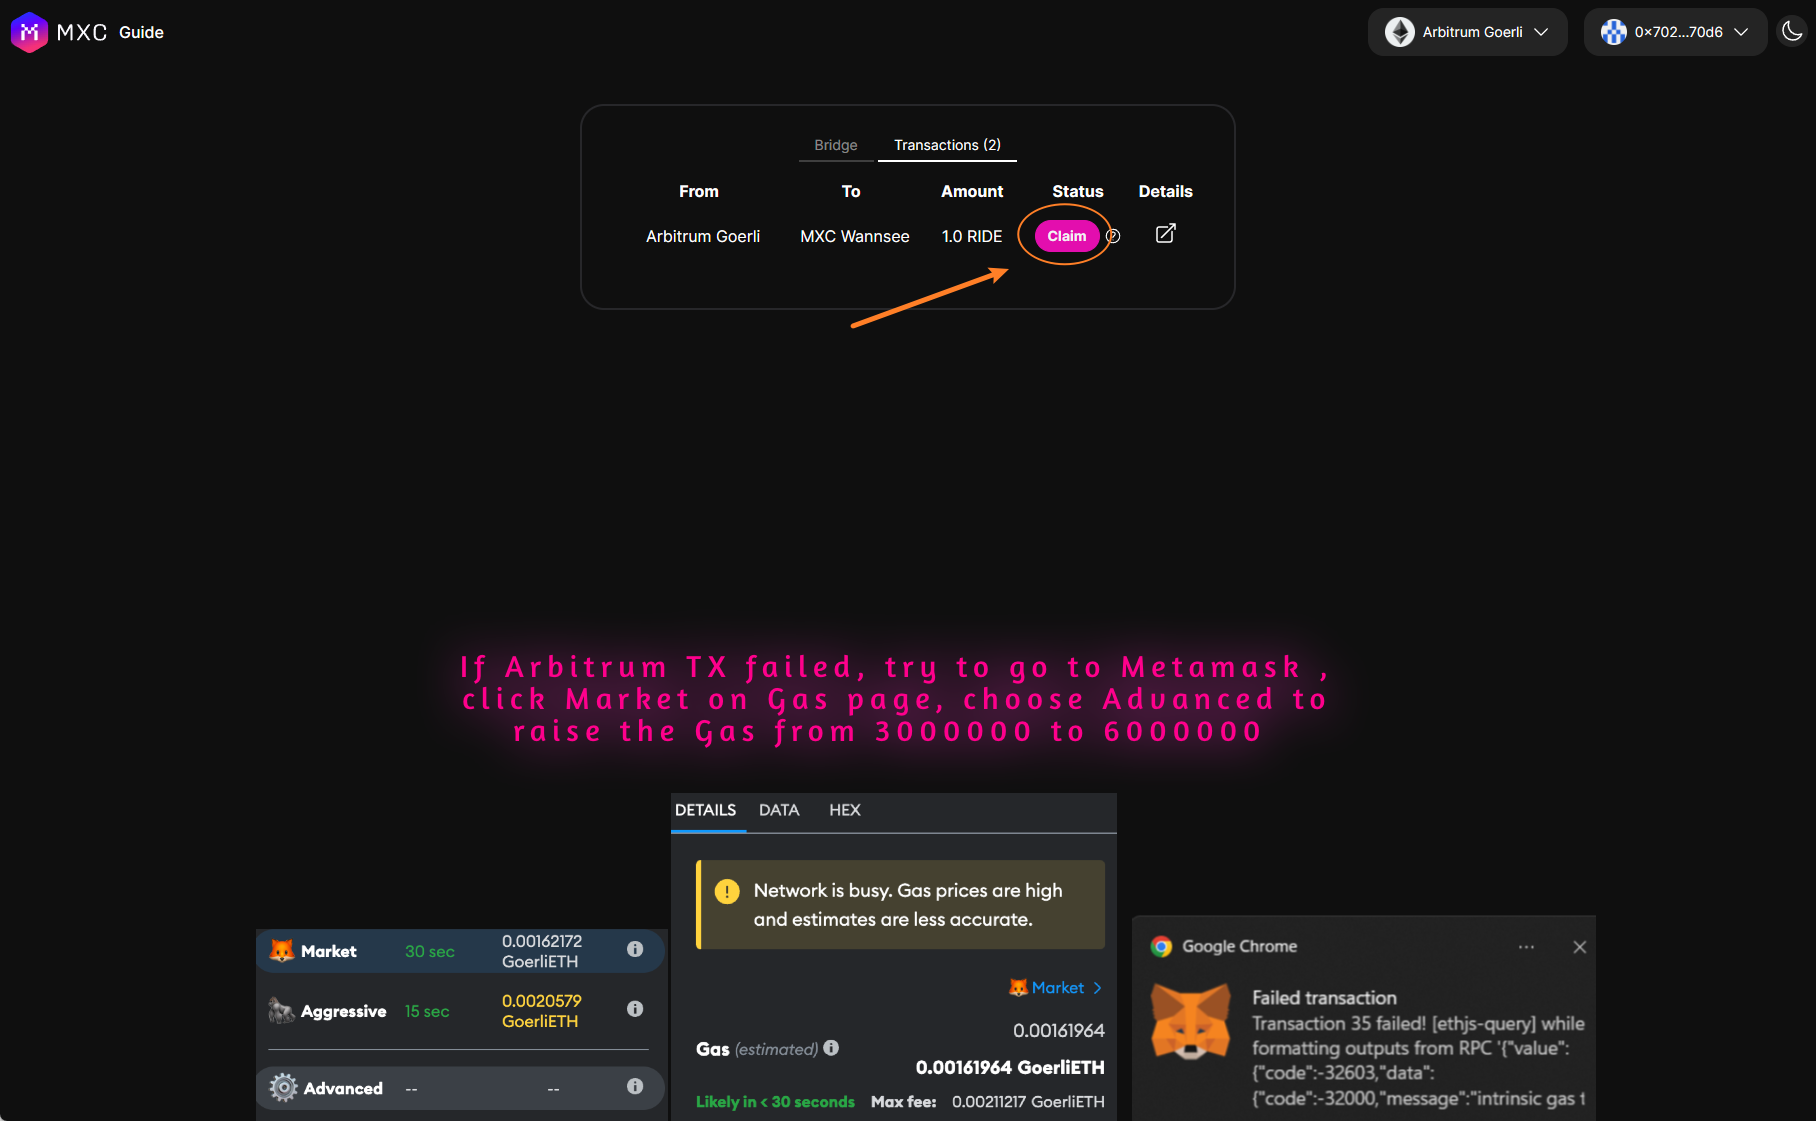 MXC Guide
Arbitrum Goerli
0×702...70d6
Bridge
Transactions (2)
From To Amount Status Details
Arbitrum Goerli MXC Wannsee 1.0 RIDE Claim ?
If Arbitrum TX failed, try to go to Metamask ,
click Market on Gas page, choose Advanced to
raise the Gas from 3000000 to 6000000
Market 30 sec 0.00162172
GoerliETH
Aggressive 15 sec 0.0020579
GoerliETH
Advanced -- --
DETAILS DATA HEX
Network is busy. Gas prices are high
and estimates are less accurate.
Market >
0.00161964
Gas (estimated)
0.00161964 GoerliETH
Likely in < 30 seconds Max fee: 0.00211217 GoerliETH
Google Chrome
Failed transaction
Transaction 35 failed! [ethjs-query] while
formatting outputs from RPC '{"value":
{"code":-32603,"data":
{"code":-32000,"message":"intrinsic gas t